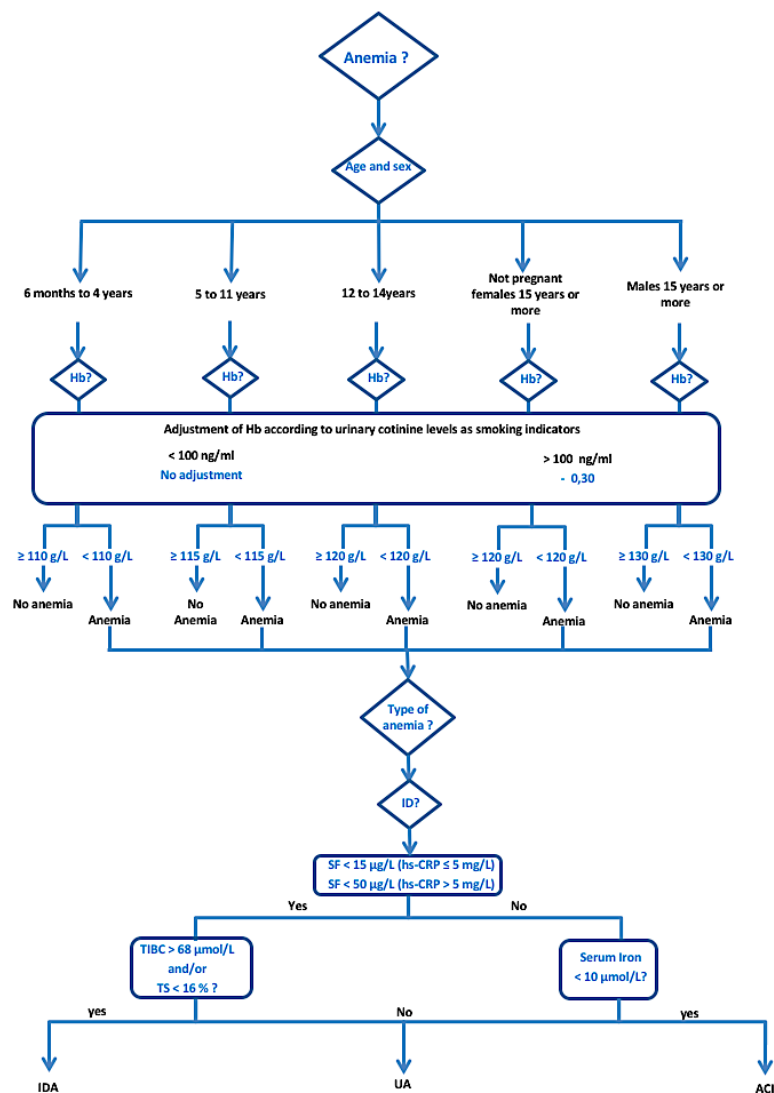 Anemia ?
Age and sex
6 months to 4 years
5 to 11 years
12 to 14years
Not pregnant
females 15 years or
more
Males 15 years or
more
Hb?
Hb?
Hb?
Hb?
Hb?
Adjustment of Hb according to urinary cotinine levels as smoking indicators
< 100 ng/ml
No adjustment
> 100 ng/ml
- 0,30
≥ 110 g/L
< 110 g/L
≥ 115 g/L
< 115 g/L
≥ 120 g/L
< 120 g/L
≥ 120 g/L
< 120 g/L
≥ 130 g/L
< 130 g/L
No anemia
Anemia
No
Anemia
Anemia
No anemia
Anemia
No anemia
Anemia
No anemia
Anemia
Type of
anemia ?
ID?
SF < 15 µg/L (hs-CRP ≤ 5 mg/L)
SF < 50 µg/L (hs-CRP > 5 mg/L)
Yes
No
TIBC > 68 µmol/L
and/or
TS < 16 % ?
Serum Iron
< 10 µmol/L?
yes
No
yes
IDA
UA
ACI